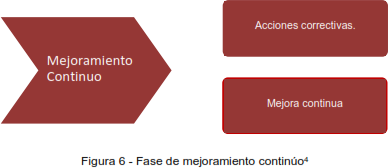 Mejoramiento
Continuo
Acciones correctivas.
Mejora continua
Figura 6 - Fase de mejoramiento continúo⁴